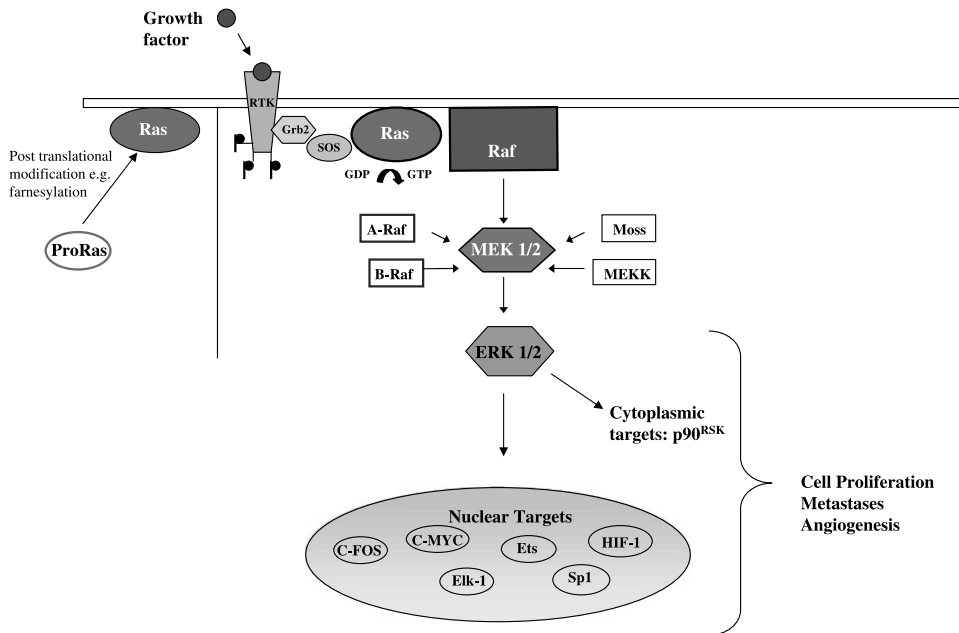 Growth
factor
RTK
Grb2
SOS
Ras
Ras
Raf
GDP
GTP
Post translational
modification e.g.
farnesylation
ProRas
A-Raf
B-Raf
MEK 1/2
Moss
MEKK
ERK 1/2
Cytoplasmic
targets: p90RSK
Cell Proliferation
Metastases
Angiogenesis
Nuclear Targets
C-FOS
C-MYC
Ets
HIF-1
Elk-1
Sp1